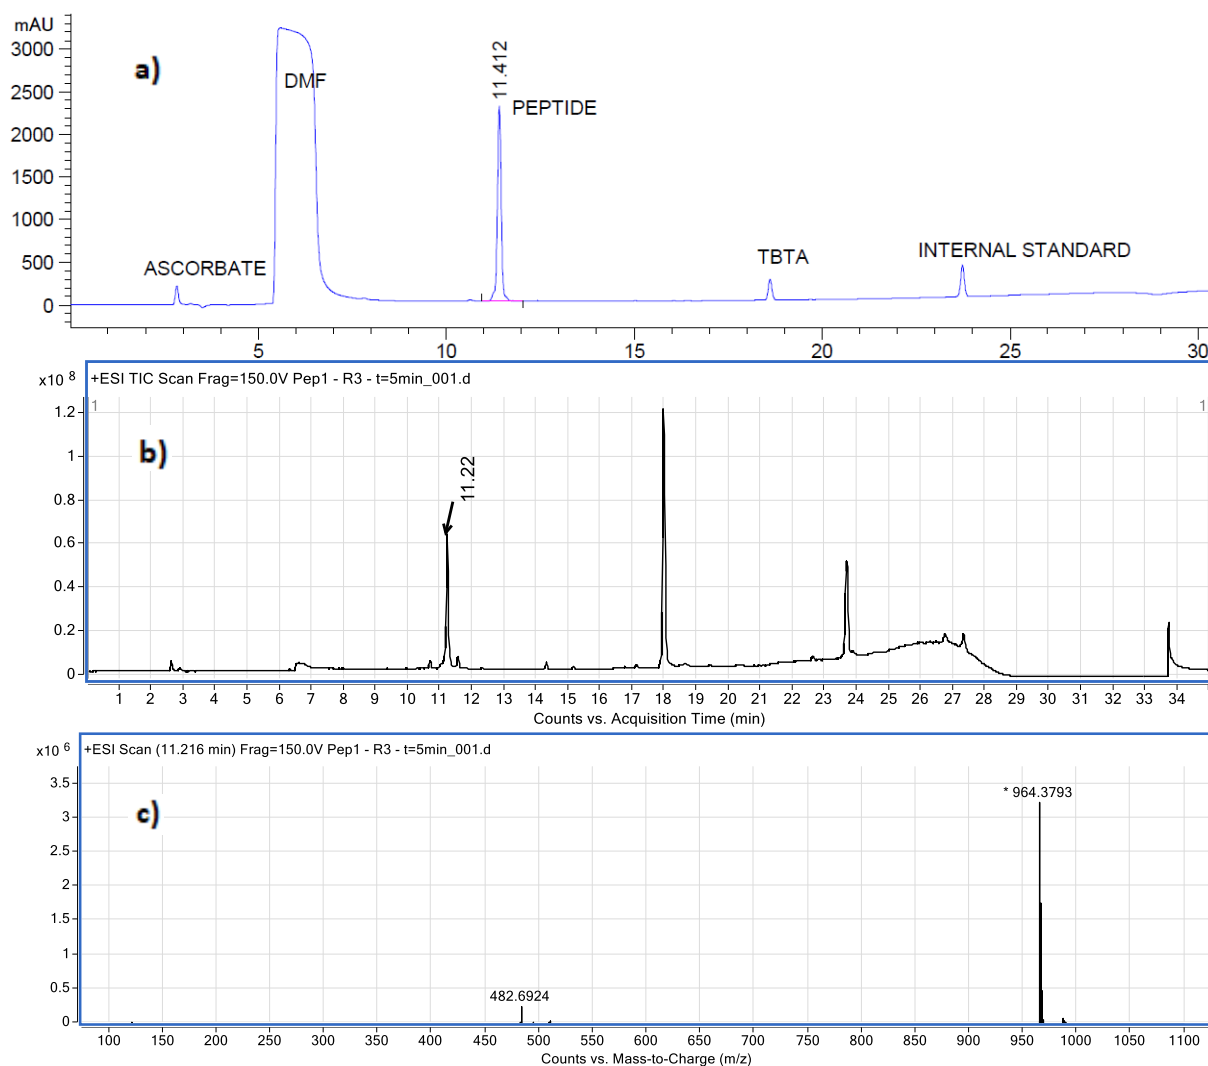 mAU
3000
2500
2000
1500
1000
500
0
a)
DMF
11.412
PEPTIDE
ASCORBATE
TBTA
INTERNAL STANDARD
5 10 15 20 25 30
x10 8
+ESI TIC Scan Frag=150.0V Pep1 - R3 - t=5min_001.d
1
1.2
1
0.8
0.6
0.4
0.2
0
b)
11.22
1 2 3 4 5 6 7 8 9 10 11 12 13 14 15 16 17 18 19 20 21 22 23 24 25 26 27 28 29 30 31 32 33 34
Counts vs. Acquisition Time (min)
x10 6
+ESI Scan (11.216 min) Frag=150.0V Pep1 - R3 - t=5min_001.d
3.5
3
2.5
2
1.5
1
0.5
0
c)
* 964.3793
482.6924
100 150 200 250 300 350 400 450 500 550 600 650 700 750 800 850 900 950 1000 1050 1100
Counts vs. Mass-to-Charge (m/z)